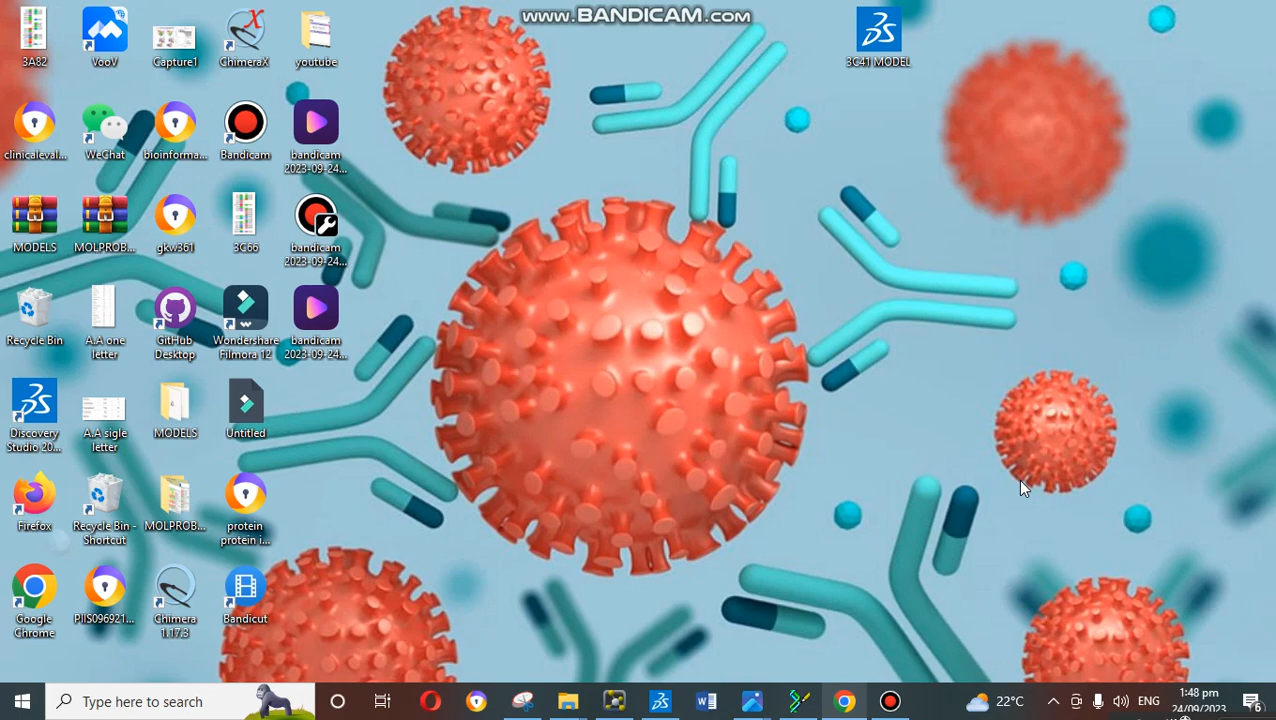 www.BANDICAM.com
3A82
VooV
Capture1
ChimeraX
youtube
3C41 MODEL
clinicaleval...
WeChat
bioinforma...
Bandicam
bandicam
2023-09-24...
MODELS
MOLPROB...
gkw361
3C66
bandicam
2023-09-24...
Recycle Bin
A.A one
letter
GitHub
Desktop
Wondershare
Filmora 12
bandicam
2023-09-24...
Discovery
Studio 20...
A.A sigle
letter
MODELS
Untitled
Firefox
Recycle Bin -
Shortcut
MOLPROB...
protein
protein i...
Google
Chrome
PIIS096921...
Chimera
1.17.3
Bandicut
Type here to search
22°C
ENG
1:48 pm
24/09/2023
6